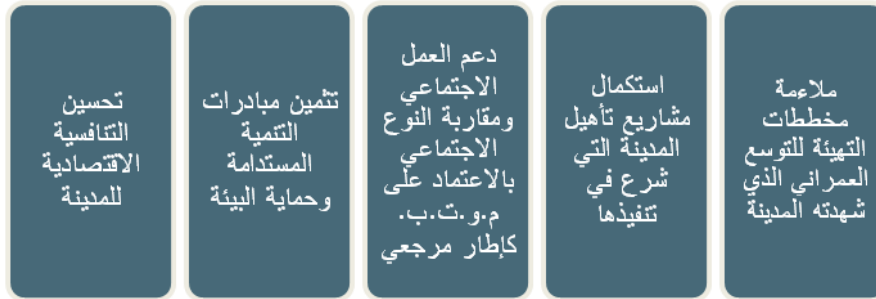 ملاءمة
مخططات
التهيئة للتوسع
العمراني الذي
شهدته المدينة
استكمال
مشاريع تأهيل
المدينة التي
شرع في
تنفيذها
دعم العمل
الاجتماعي
ومقاربة النوع
الاجتماعي
بالاعتماد على
م.و.ت.ب.
كإطار مرجعي
تثمين مبادرات
التنمية
المستدامة
وحماية البيئة
تحسين
التنافسية
الاقتصادية
للمدينة